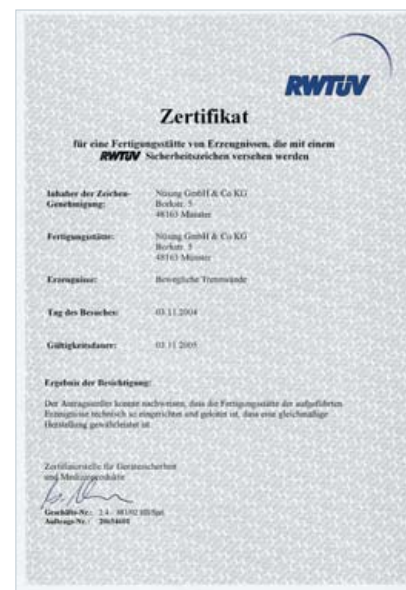 RWTÜV
Zertifikat
für eine Fertigungsstätte von Erzeugnissen, die mit einem
RWTÜV Sicherheitszeichen versehen werden
Inhaber der Zeichen- Nüsing GmbH & Co KG
Genehmigung: Borkstr. 5
48163 Münster
Fertigungsstätte: Nüsing GmbH & Co KG
Borkstr. 5
48163 Münster
Erzeugnisse: Bewegliche Trennwände
Tag des Besuches: 03.11.2004
Gültigkeitsdauer: 03.11.2005
Ergebnis der Besichtigung:
Der Antragsteller konnte nachweisen, dass die Fertigungsstätte der aufgeführten
Erzeugnisse technisch so eingerichtet und geleitet ist, dass eine gleichmäßige
Herstellung gewährleistet ist.
Zertifizierstelle für Gerätesicherheit
und Medizinprodukte
Geschäfts-Nr.: 2.4 -
Auftrags-Nr.: 20654601